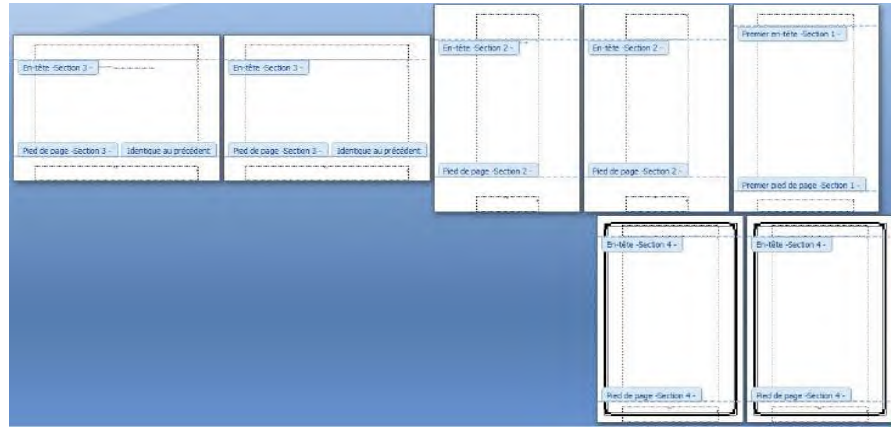 En-tête -Section 3 -
Pied de page -Section 3 -
Identique au précédent
En-tête -Section 3 -
Pied de page -Section 3 -
Identique au précédent
En-tête -Section 2 -
Pied de page -Section 2 -
En-tête -Section 2 -
Pied de page -Section 2 -
Premier en-tête -Section 1 -
Premier pied de page -Section 1 -
En-tête -Section 4 -
Pied de page -Section 4 -
En-tête -Section 4 -
Pied de page -Section 4 -